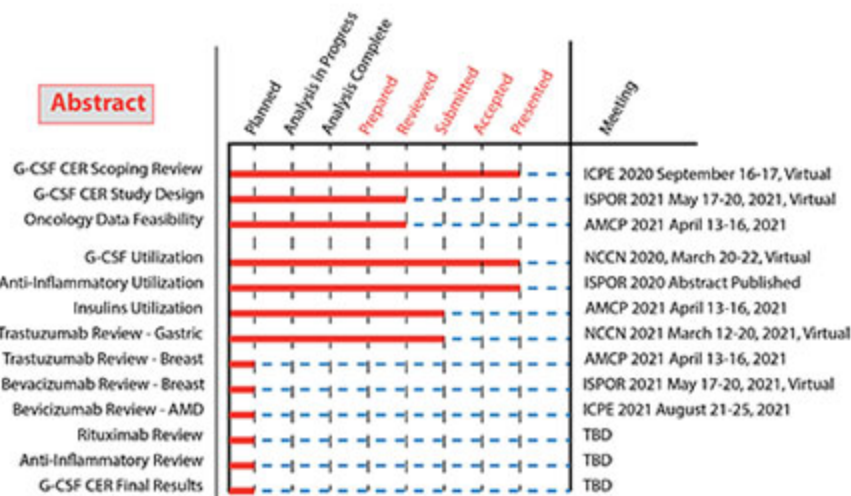 Abstract
Planned
Analysis in Progress
Analysis Complete
Prepared
Reviewed
Submitted
Accepted
Presented
Meeting
G-CSF CER Scoping Review ICPE 2020 September 16-17, Virtual
G-CSF CER Study Design ISPOR 2021 May 17-20, 2021, Virtual
Oncology Data Feasibility AMCP 2021 April 13-16, 2021
G-CSF Utilization NCCN 2020, March 20-22, Virtual
Anti-Inflammatory Utilization ISPOR 2020 Abstract Published
Insulins Utilization AMCP 2021 April 13-16, 2021
Trastuzumab Review - Gastric NCCN 2021 March 12-20, 2021, Virtual
Trastuzumab Review - Breast AMCP 2021 April 13-16, 2021
Bevacizumab Review - Breast ISPOR 2021 May 17-20, 2021, Virtual
Bevicizumab Review - AMD ICPE 2021 August 21-25, 2021
Rituximab Review TBD
Anti-Inflammatory Review TBD
G-CSF CER Final Results TBD